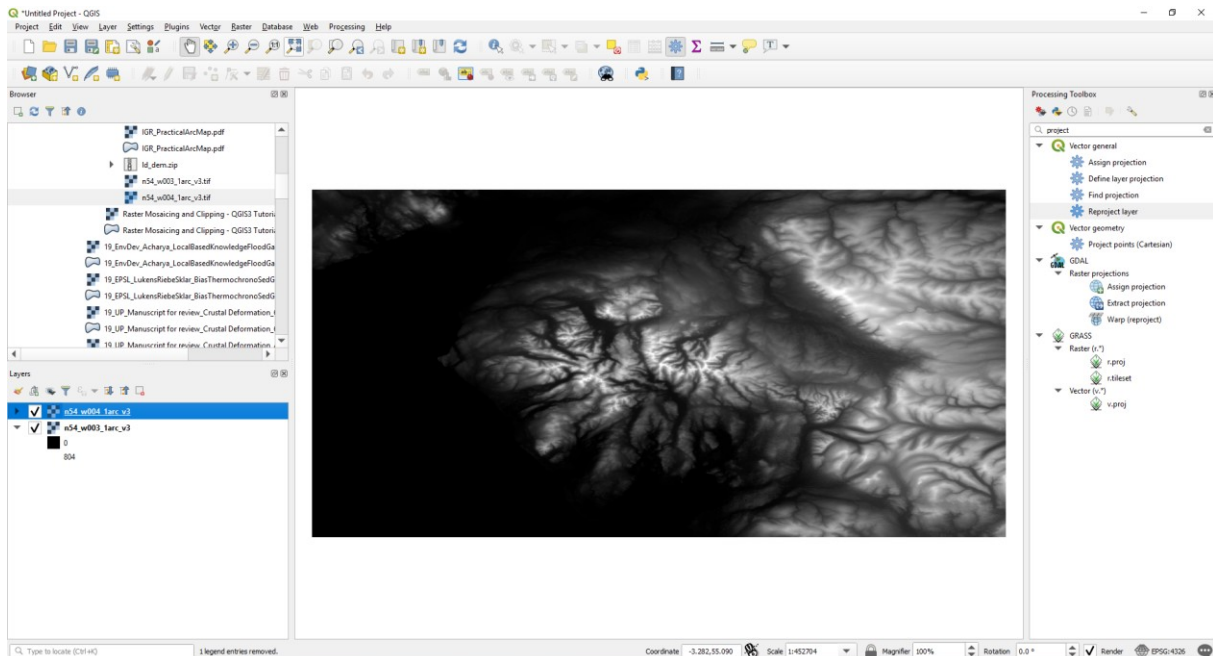 *Untitled Project - QGIS
Project Edit View Layer Settings Plugins Vector Raster Database Web Processing Help
Browser
IGR_PracticalArcMap.pdf
IGR_PracticalArcMap.pdf
ld_dem.zip
n54_w003_1arc_v3.tif
n54_w004_1arc_v3.tif
Raster Mosaicing and Clipping - QGIS3 Tutori
Raster Mosaicing and Clipping - QGIS3 Tutori
19_EnvDev_Acharya_LocalBasedKnowledgeFloodGa
19_EnvDev_Acharya_LocalBasedKnowledgeFloodGa
19_EPSL_LukensRiebeSklar_BiasThermochronoSedG
19_EPSL_LukensRiebeSklar_BiasThermochronoSedG
19_UP_Manuscript for review_Crustal Deformation_
19_UP_Manuscript for review_Crustal Deformation_
19_UP_Manuscript for review_Crustal Deformation
Layers
n54_w004_1arc_v3
n54_w003_1arc_v3
0
804
Processing Toolbox
project
Vector general
Assign projection
Define layer projection
Find projection
Reproject layer
Vector geometry
Project points (Cartesian)
GDAL
Raster projections
Assign projection
Extract projection
Warp (reproject)
GRASS
Raster (r.*)
r.proj
r.tileset
Vector (v.*)
v.proj
Type to locate (Ctrl+K) 1 legend entries removed. Coordinate -3.282,55.090 Scale 1:452704 Magnifier 100% Rotation 0.0 ° Render EPSG:4326